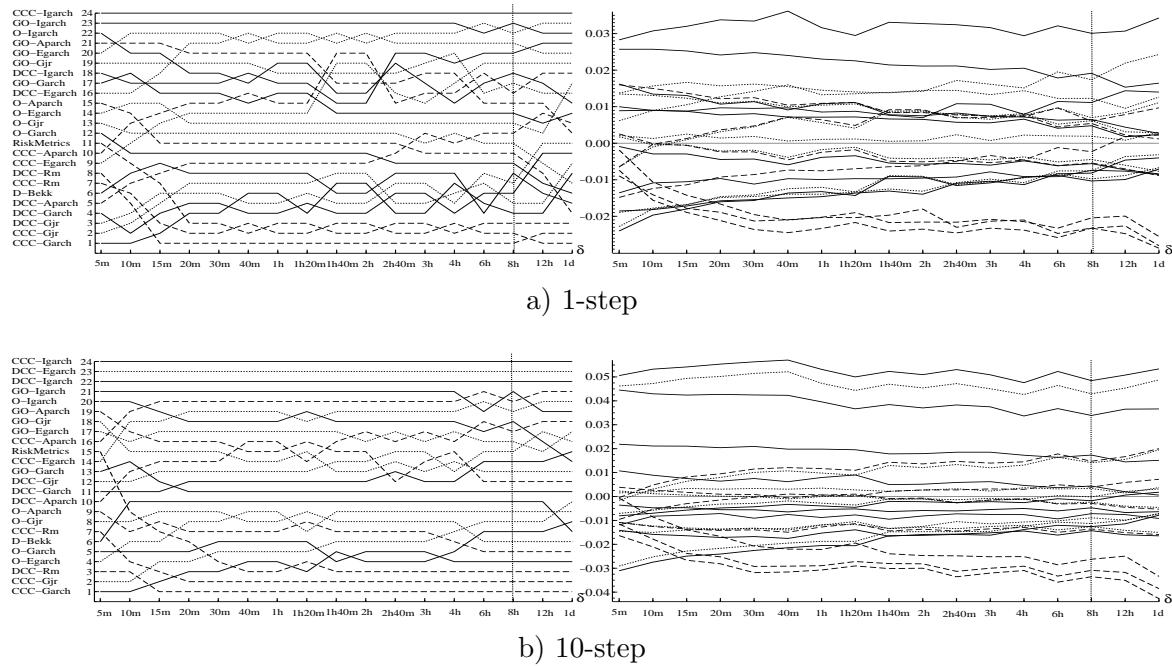 CCC-Igarch 24
GO-Igarch 23
O-Igarch 22
GO-Aparch 21
GO-Egarch 20
GO-Gjr 19
DCC-Igarch 18
GO-Garch 17
DCC-Egarch 16
O-Aparch 15
O-Egarch 14
O-Gjr 13
O-Garch 12
RiskMetrics 11
CCC-Aparch 10
CCC-Egarch 9
DCC-Rm 8
CCC-Rm 7
D-Bekk 6
DCC-Aparch 5
DCC-Garch 4
DCC-Gjr 3
CCC-Gjr 2
CCC-Garch 1
δ
5m 10m 15m 20m 30m 40m 1h 1h20m 1h40m 2h 2h40m 3h 4h 6h 8h 12h 1d
0.03
0.02
0.01
0.00
−0.01
−0.02
δ
5m 10m 15m 20m 30m 40m 1h 1h20m 1h40m 2h 2h40m 3h 4h 6h 8h 12h 1d
a) 1-step
CCC-Igarch 24
DCC-Egarch 23
DCC-Igarch 22
GO-Igarch 21
O-Igarch 20
GO-Aparch 19
GO-Gjr 18
GO-Egarch 17
CCC-Aparch 16
RiskMetrics 15
CCC-Egarch 14
GO-Garch 13
DCC-Gjr 12
DCC-Garch 11
DCC-Aparch 10
O-Aparch 9
O-Gjr 8
CCC-Rm 7
D-Bekk 6
O-Garch 5
O-Egarch 4
DCC-Rm 3
CCC-Gjr 2
CCC-Garch 1
δ
5m 10m 15m 20m 30m 40m 1h 1h20m 1h40m 2h 2h40m 3h 4h 6h 8h 12h 1d
0.05
0.04
0.03
0.02
0.01
0.00
−0.01
−0.02
−0.03
−0.04
δ
5m 10m 15m 20m 30m 40m 1h 1h20m 1h40m 2h 2h40m 3h 4h 6h 8h 12h 1d
b) 10-step